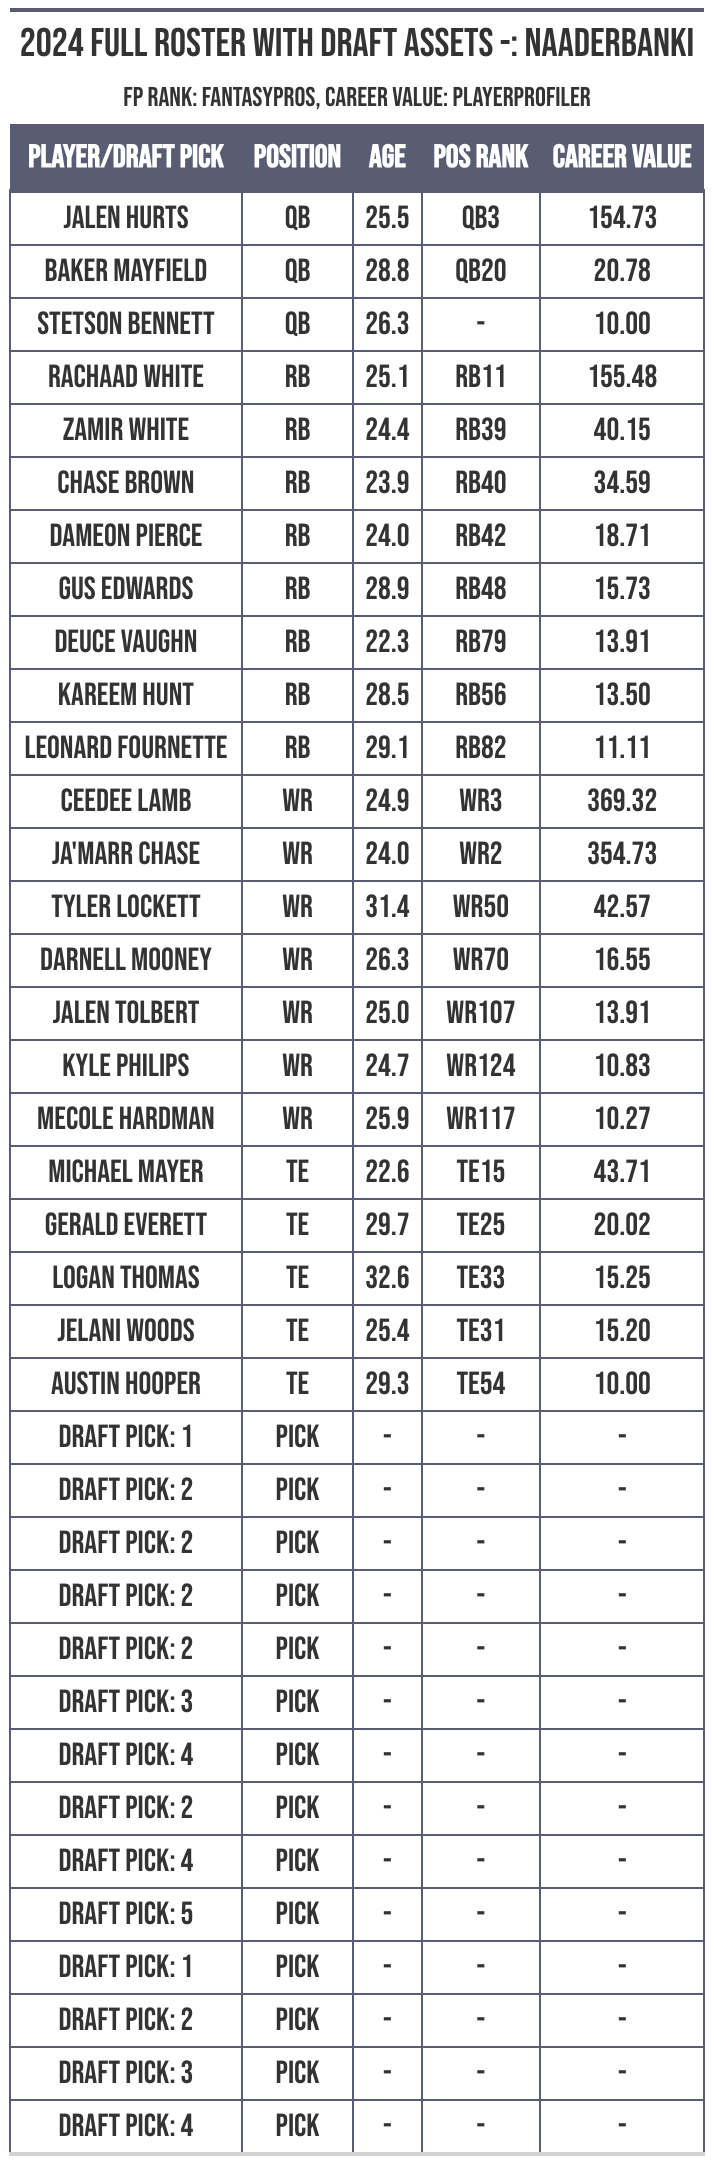 2024 FULL ROSTER WITH DRAFT ASSETS -: NAADERBANKI
FP RANK: FANTASYPROS, CAREER VALUE: PLAYERPROFILER
PLAYER/DRAFT PICK POSITION AGE POS RANK CAREER VALUE
JALEN HURTS QB 25.5 QB3 154.73
BAKER MAYFIELD QB 28.8 QB20 20.78
STETSON BENNETT QB 26.3 - 10.00
RACHAAD WHITE RB 25.1 RB11 155.48
ZAMIR WHITE RB 24.4 RB39 40.15
CHASE BROWN RB 23.9 RB40 34.59
DAMEON PIERCE RB 24.0 RB42 18.71
GUS EDWARDS RB 28.9 RB48 15.73
DEUCE VAUGHN RB 22.3 RB79 13.91
KAREEM HUNT RB 28.5 RB56 13.50
LEONARD FOURNETTE RB 29.1 RB82 11.11
CEEDEE LAMB WR 24.9 WR3 369.32
JA'MARR CHASE WR 24.0 WR2 354.73
TYLER LOCKETT WR 31.4 WR50 42.57
DARNELL MOONEY WR 26.3 WR70 16.55
JALEN TOLBERT WR 25.0 WR107 13.91
KYLE PHILIPS WR 24.7 WR124 10.83
MECOLE HARDMAN WR 25.9 WR117 10.27
MICHAEL MAYER TE 22.6 TE15 43.71
GERALD EVERETT TE 29.7 TE25 20.02
LOGAN THOMAS TE 32.6 TE33 15.25
JELANI WOODS TE 25.4 TE31 15.20
AUSTIN HOOPER TE 29.3 TE54 10.00
DRAFT PICK: 1 PICK - - -
DRAFT PICK: 2 PICK - - -
DRAFT PICK: 2 PICK - - -
DRAFT PICK: 2 PICK - - -
DRAFT PICK: 2 PICK - - -
DRAFT PICK: 3 PICK - - -
DRAFT PICK: 4 PICK - - -
DRAFT PICK: 2 PICK - - -
DRAFT PICK: 4 PICK - - -
DRAFT PICK: 5 PICK - - -
DRAFT PICK: 1 PICK - - -
DRAFT PICK: 2 PICK - - -
DRAFT PICK: 3 PICK - - -
DRAFT PICK: 4 PICK - - -